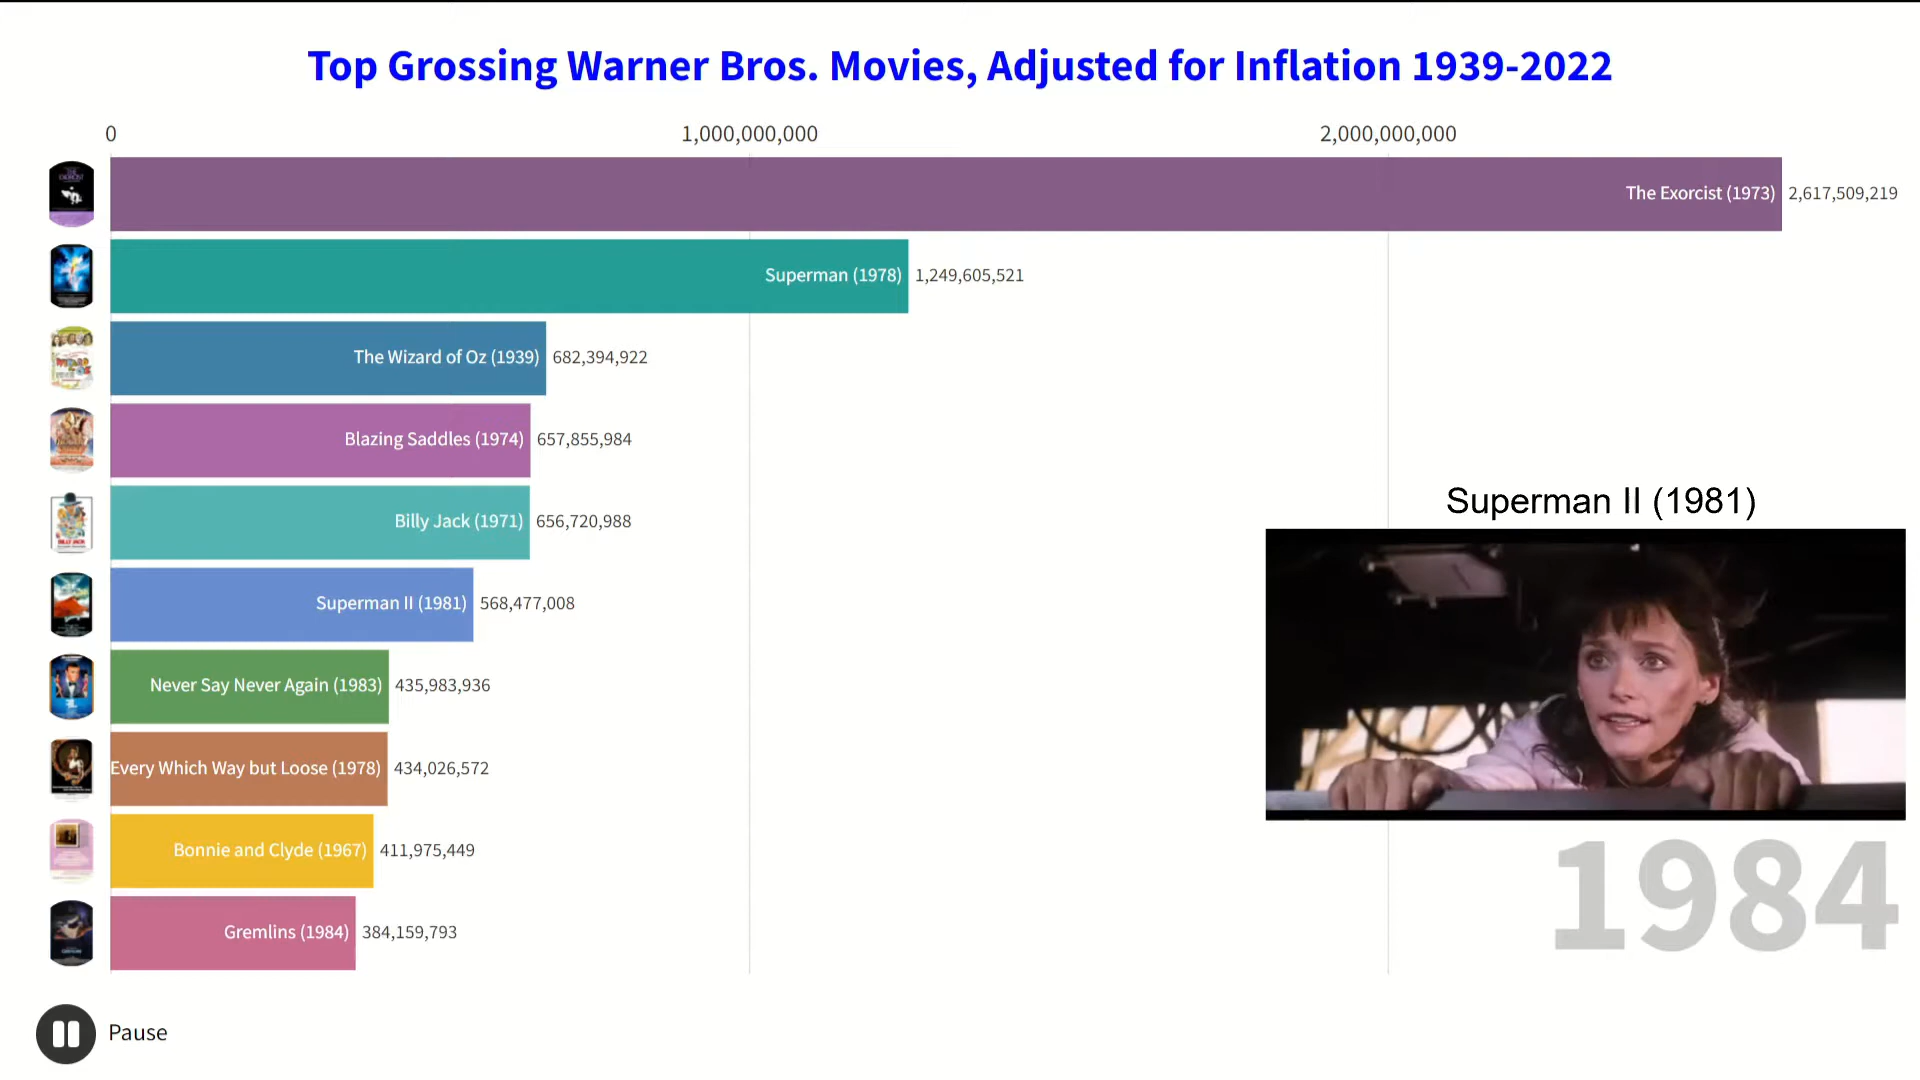 Top Grossing Warner Bros. Movies, Adjusted for Inflation 1939-2022
0 1,000,000,000 2,000,000,000
The Exorcist (1973) 2,617,509,219
Superman (1978) 1,249,605,521
The Wizard of Oz (1939) 682,394,922
Blazing Saddles (1974) 657,855,984
Billy Jack (1971) 656,720,988
Superman II (1981) 568,477,008
Never Say Never Again (1983) 435,983,936
Every Which Way but Loose (1978) 434,026,572
Bonnie and Clyde (1967) 411,975,449
Gremlins (1984) 384,159,793
Superman II (1981)
1984
Pause